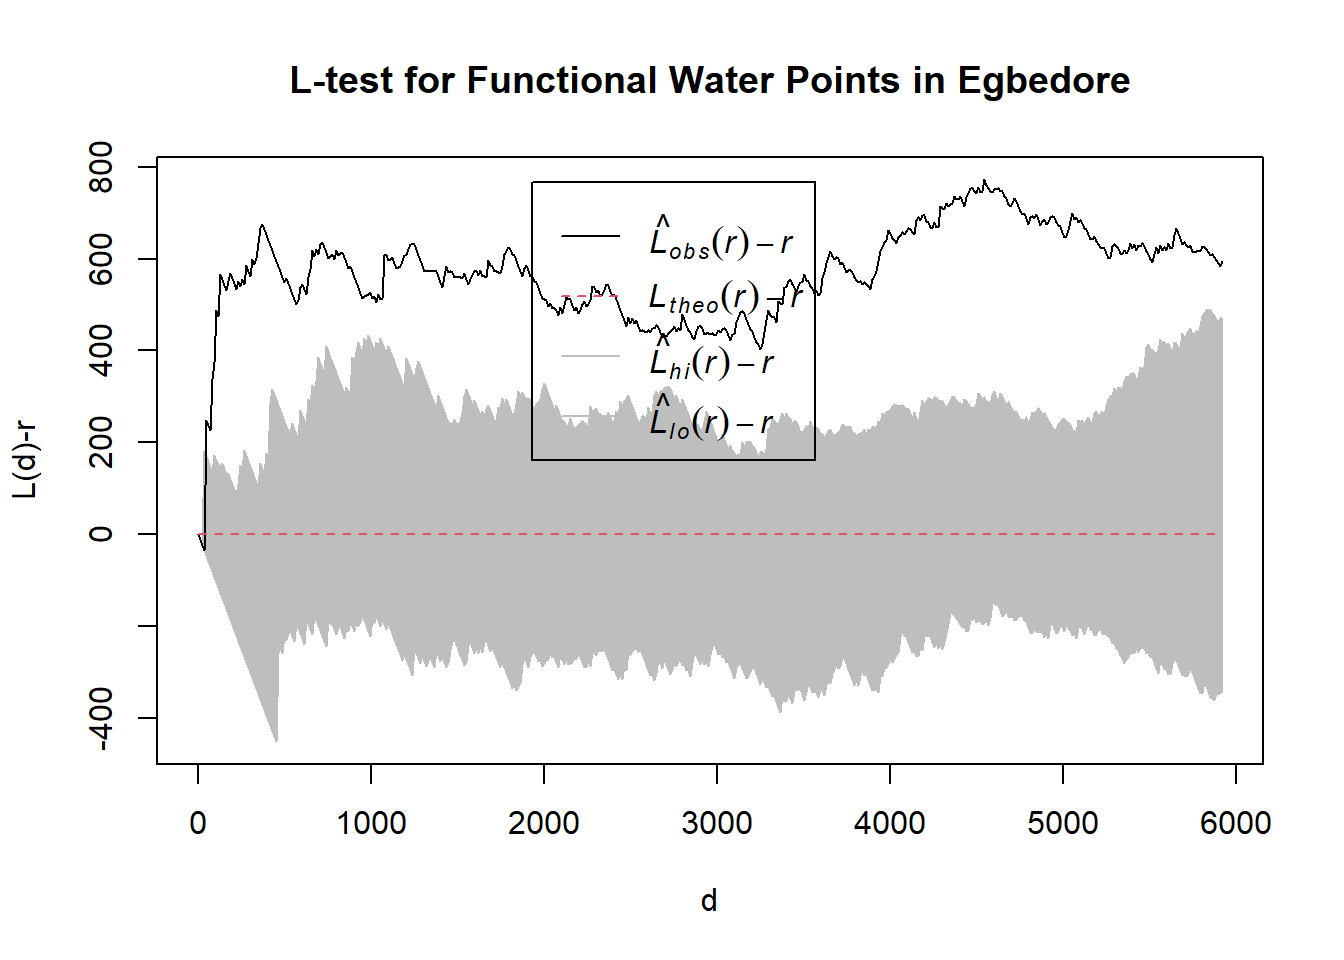 L-test for Functional Water Points in Egbedore
L(d)-r
800
600
400
200
0
-400
L̂obs(r) – r
Ltheo(r) – r
L̂hi(r) – r
L̂lo(r) – r
0 1000 2000 3000 4000 5000 6000
d